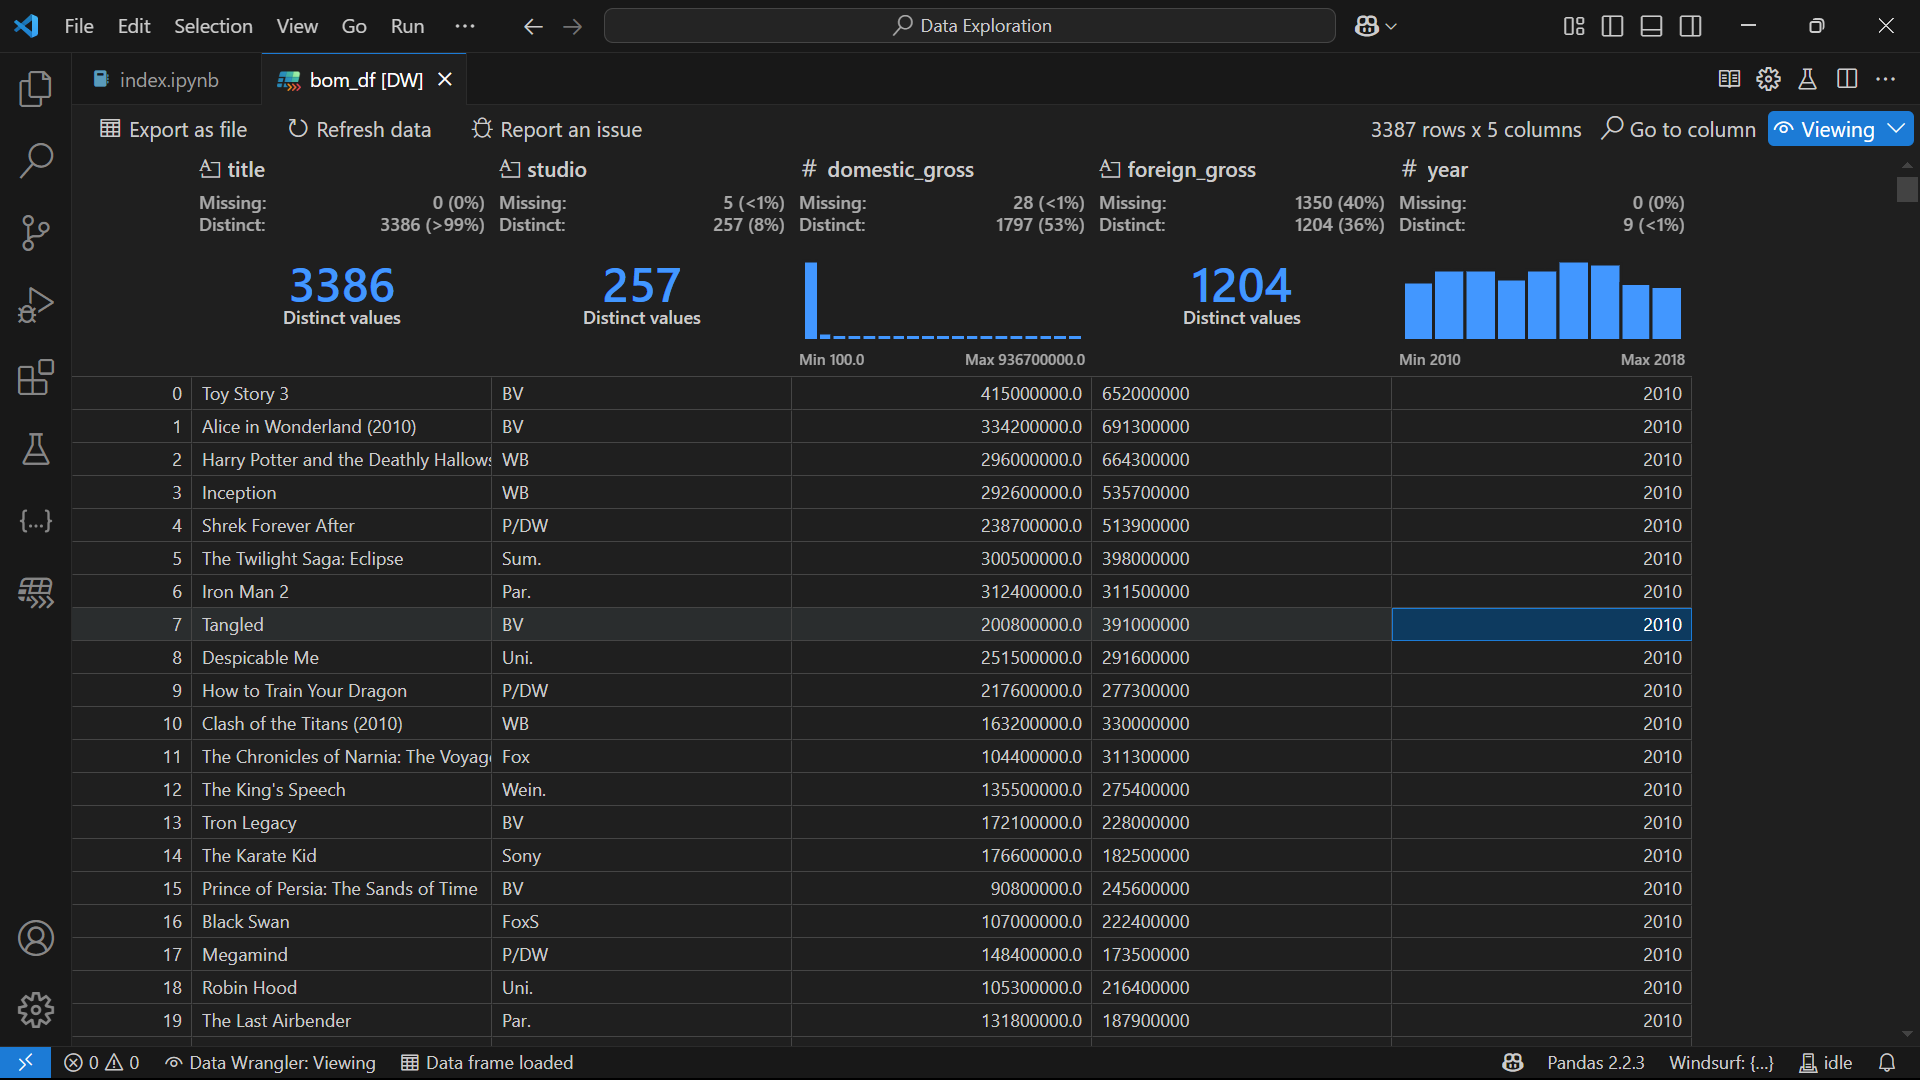 File Edit Selection View Go Run ··· Data Exploration
index.ipynb bom_df [DW]
Export as file Refresh data Report an issue 3387 rows x 5 columns Go to column Viewing
title studio # domestic_gross foreign_gross # year
Missing: 0 (0%) Missing: 5 (<1%) Missing: 28 (<1%) Missing: 1350 (40%) Missing: 0 (0%)
Distinct: 3386 (>99%) Distinct: 257 (8%) Distinct: 1797 (53%) Distinct: 1204 (36%) Distinct: 9 (<1%)
3386 257 1204
Distinct values Distinct values Distinct values
Min 100.0 Max 936700000.0 Min 2010 Max 2018
0 Toy Story 3 BV 415000000.0 652000000 2010
1 Alice in Wonderland (2010) BV 334200000.0 691300000 2010
2 Harry Potter and the Deathly Hallows WB 296000000.0 664300000 2010
3 Inception WB 292600000.0 535700000 2010
4 Shrek Forever After P/DW 238700000.0 513900000 2010
5 The Twilight Saga: Eclipse Sum. 300500000.0 398000000 2010
6 Iron Man 2 Par. 312400000.0 311500000 2010
7 Tangled BV 200800000.0 391000000 2010
8 Despicable Me Uni. 251500000.0 291600000 2010
9 How to Train Your Dragon P/DW 217600000.0 277300000 2010
10 Clash of the Titans (2010) WB 163200000.0 330000000 2010
11 The Chronicles of Narnia: The Voyag Fox 104400000.0 311300000 2010
12 The King's Speech Wein. 135500000.0 275400000 2010
13 Tron Legacy BV 172100000.0 228000000 2010
14 The Karate Kid Sony 176600000.0 182500000 2010
15 Prince of Persia: The Sands of Time BV 90800000.0 245600000 2010
16 Black Swan FoxS 107000000.0 222400000 2010
17 Megamind P/DW 148400000.0 173500000 2010
18 Robin Hood Uni. 105300000.0 216400000 2010
19 The Last Airbender Par. 131800000.0 187900000 2010
0 0 Data Wrangler: Viewing Data frame loaded Pandas 2.2.3 Windsurf: {...} idle